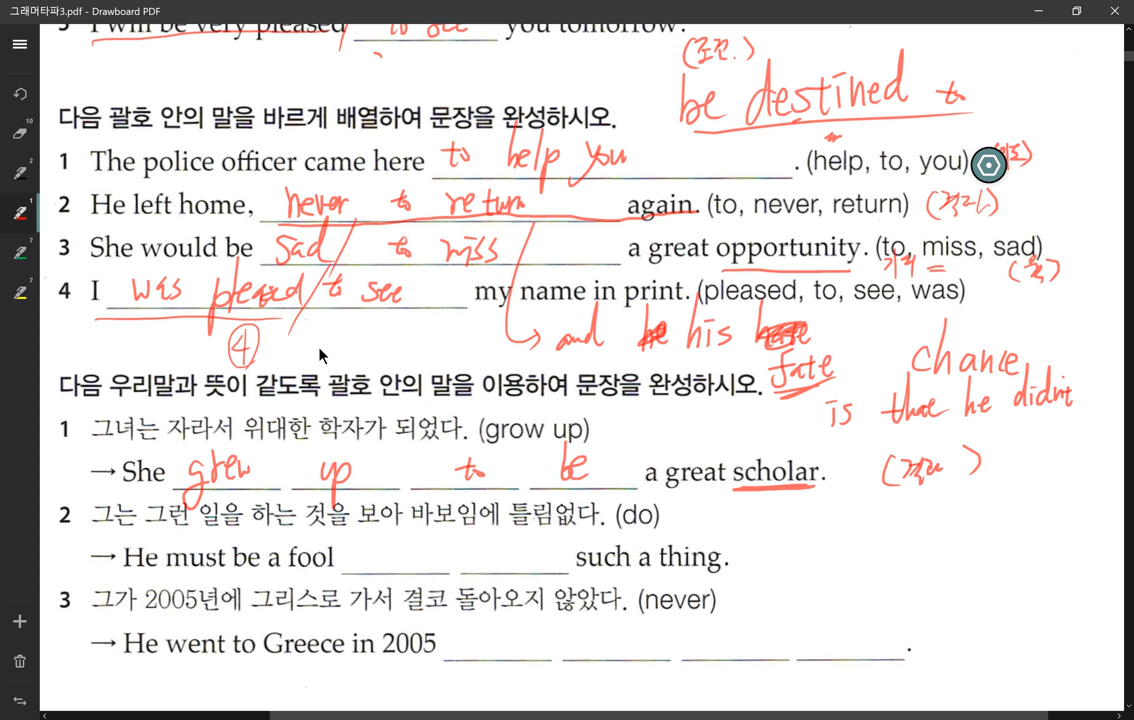 그래머타파3.pdf - Drawboard PDF
I will be very pleased to see you tomorrow.
(조건.)
be destined to
다음 괄호 안의 말을 바르게 배열하여 문장을 완성하시오.
1 The police officer came here to help you . (help, to, you)
2 He left home, never to return again. (to, never, return) (결과)
3 She would be sad to miss a great opportunity. (to, miss, sad)
4 I was pleased to see my name in print. (pleased, to, see, was)
④
and his
fate
chance
is that he didn't
다음 우리말과 뜻이 같도록 괄호 안의 말을 이용하여 문장을 완성하시오.
1 그녀는 자라서 위대한 학자가 되었다. (grow up)
→ She grew up to be a great scholar. (결과)
2 그는 그런 일을 하는 것을 보아 바보임에 틀림없다. (do)
→ He must be a fool such a thing.
3 그가 2005년에 그리스로 가서 결코 돌아오지 않았다. (never)
→ He went to Greece in 2005 .